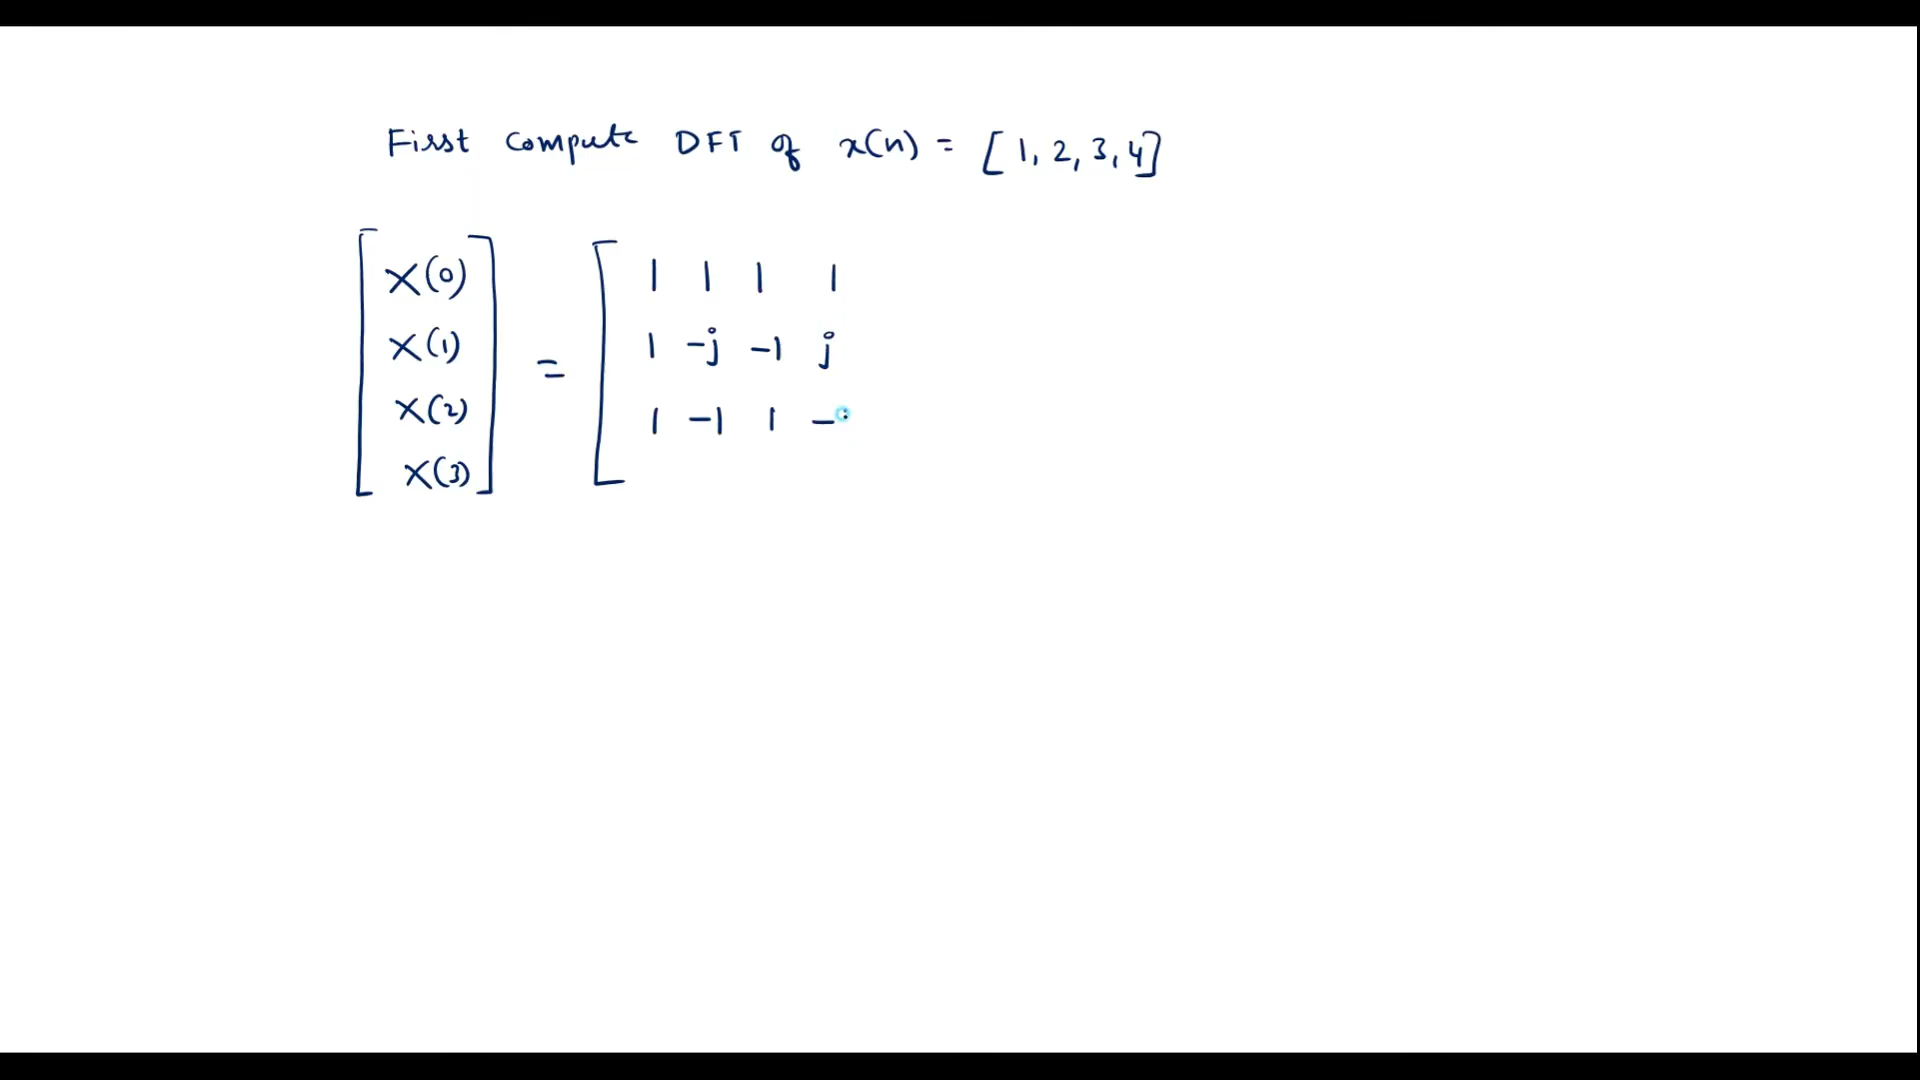 First compute DFT of x(n) = [1, 2, 3, 4]
X(0) 1 1 1 1
X(1) 1 -j -1 j
=
X(2) 1 -1 1 -
X(3)